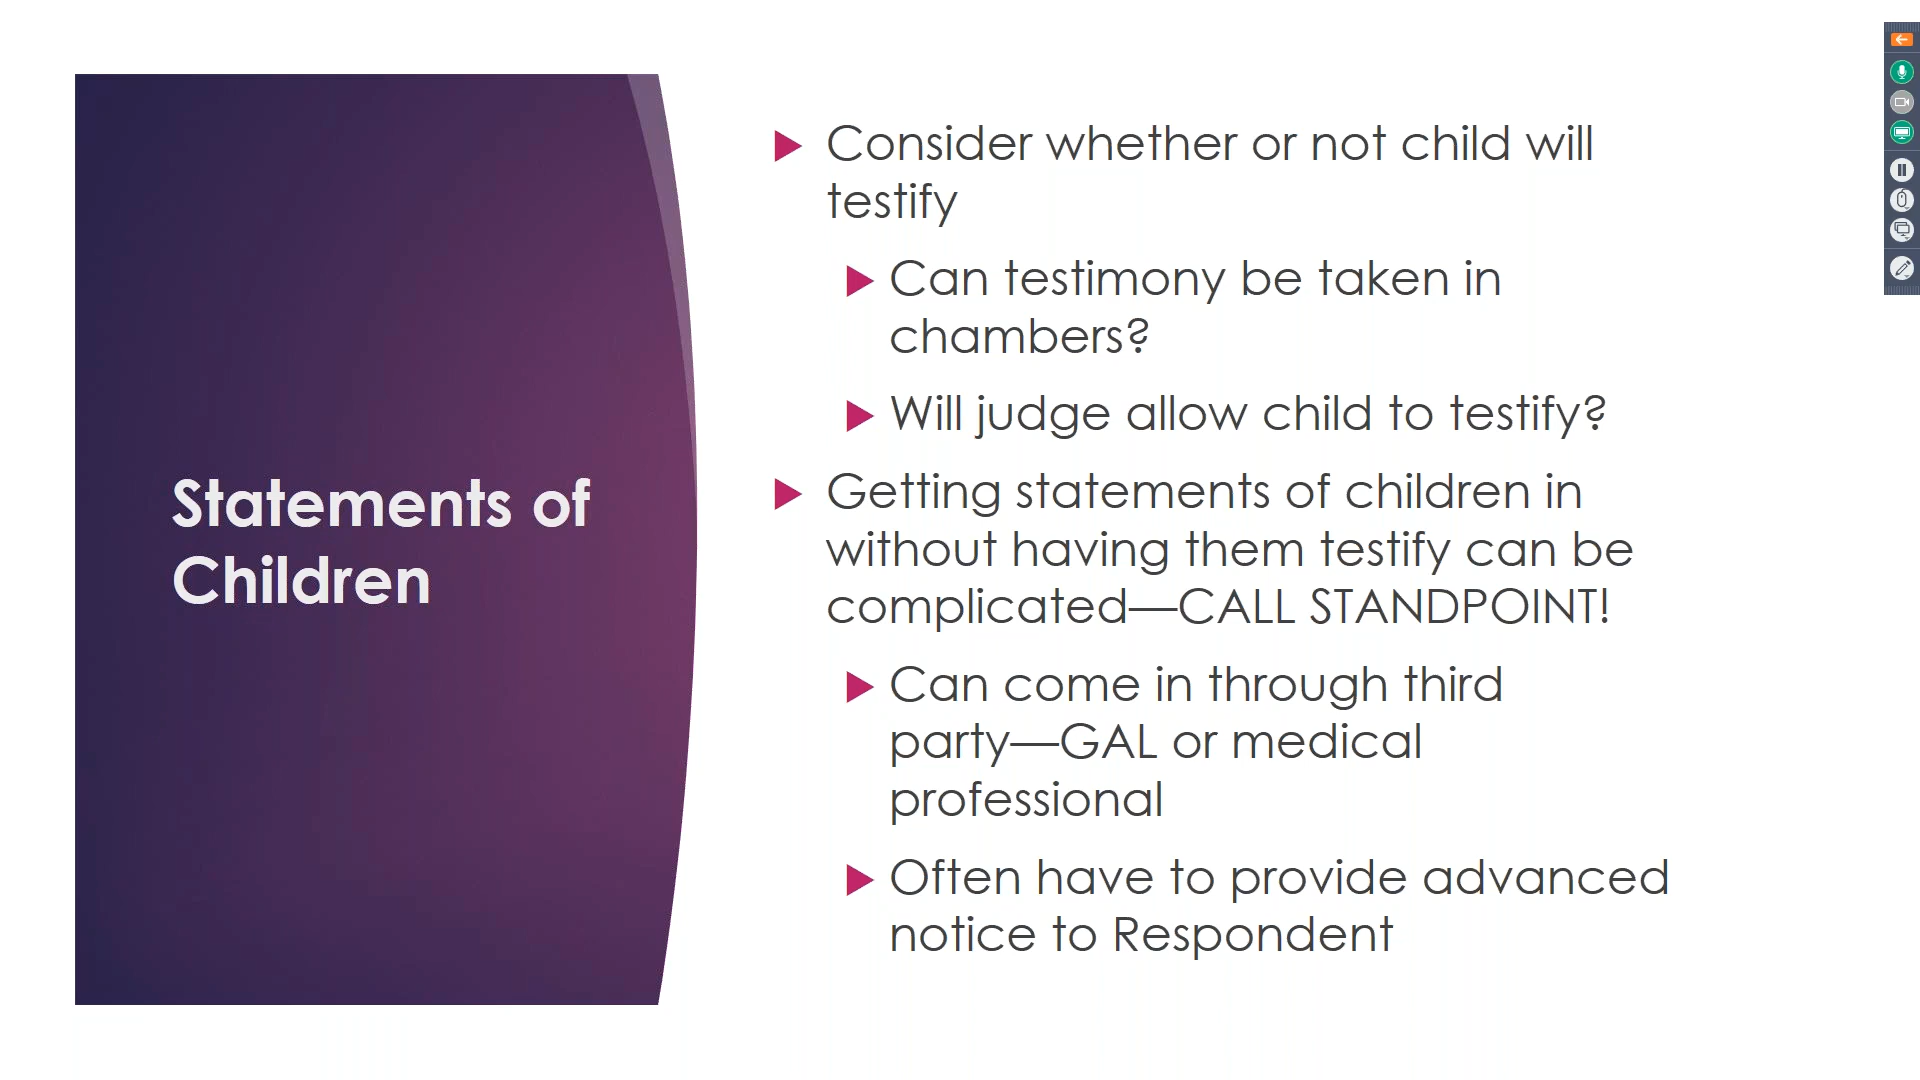 Statements of
Children
Consider whether or not child will
testify
Can testimony be taken in
chambers?
Will judge allow child to testify?
Getting statements of children in
without having them testify can be
complicated—CALL STANDPOINT!
Can come in through third
party—GAL or medical
professional
Often have to provide advanced
notice to Respondent